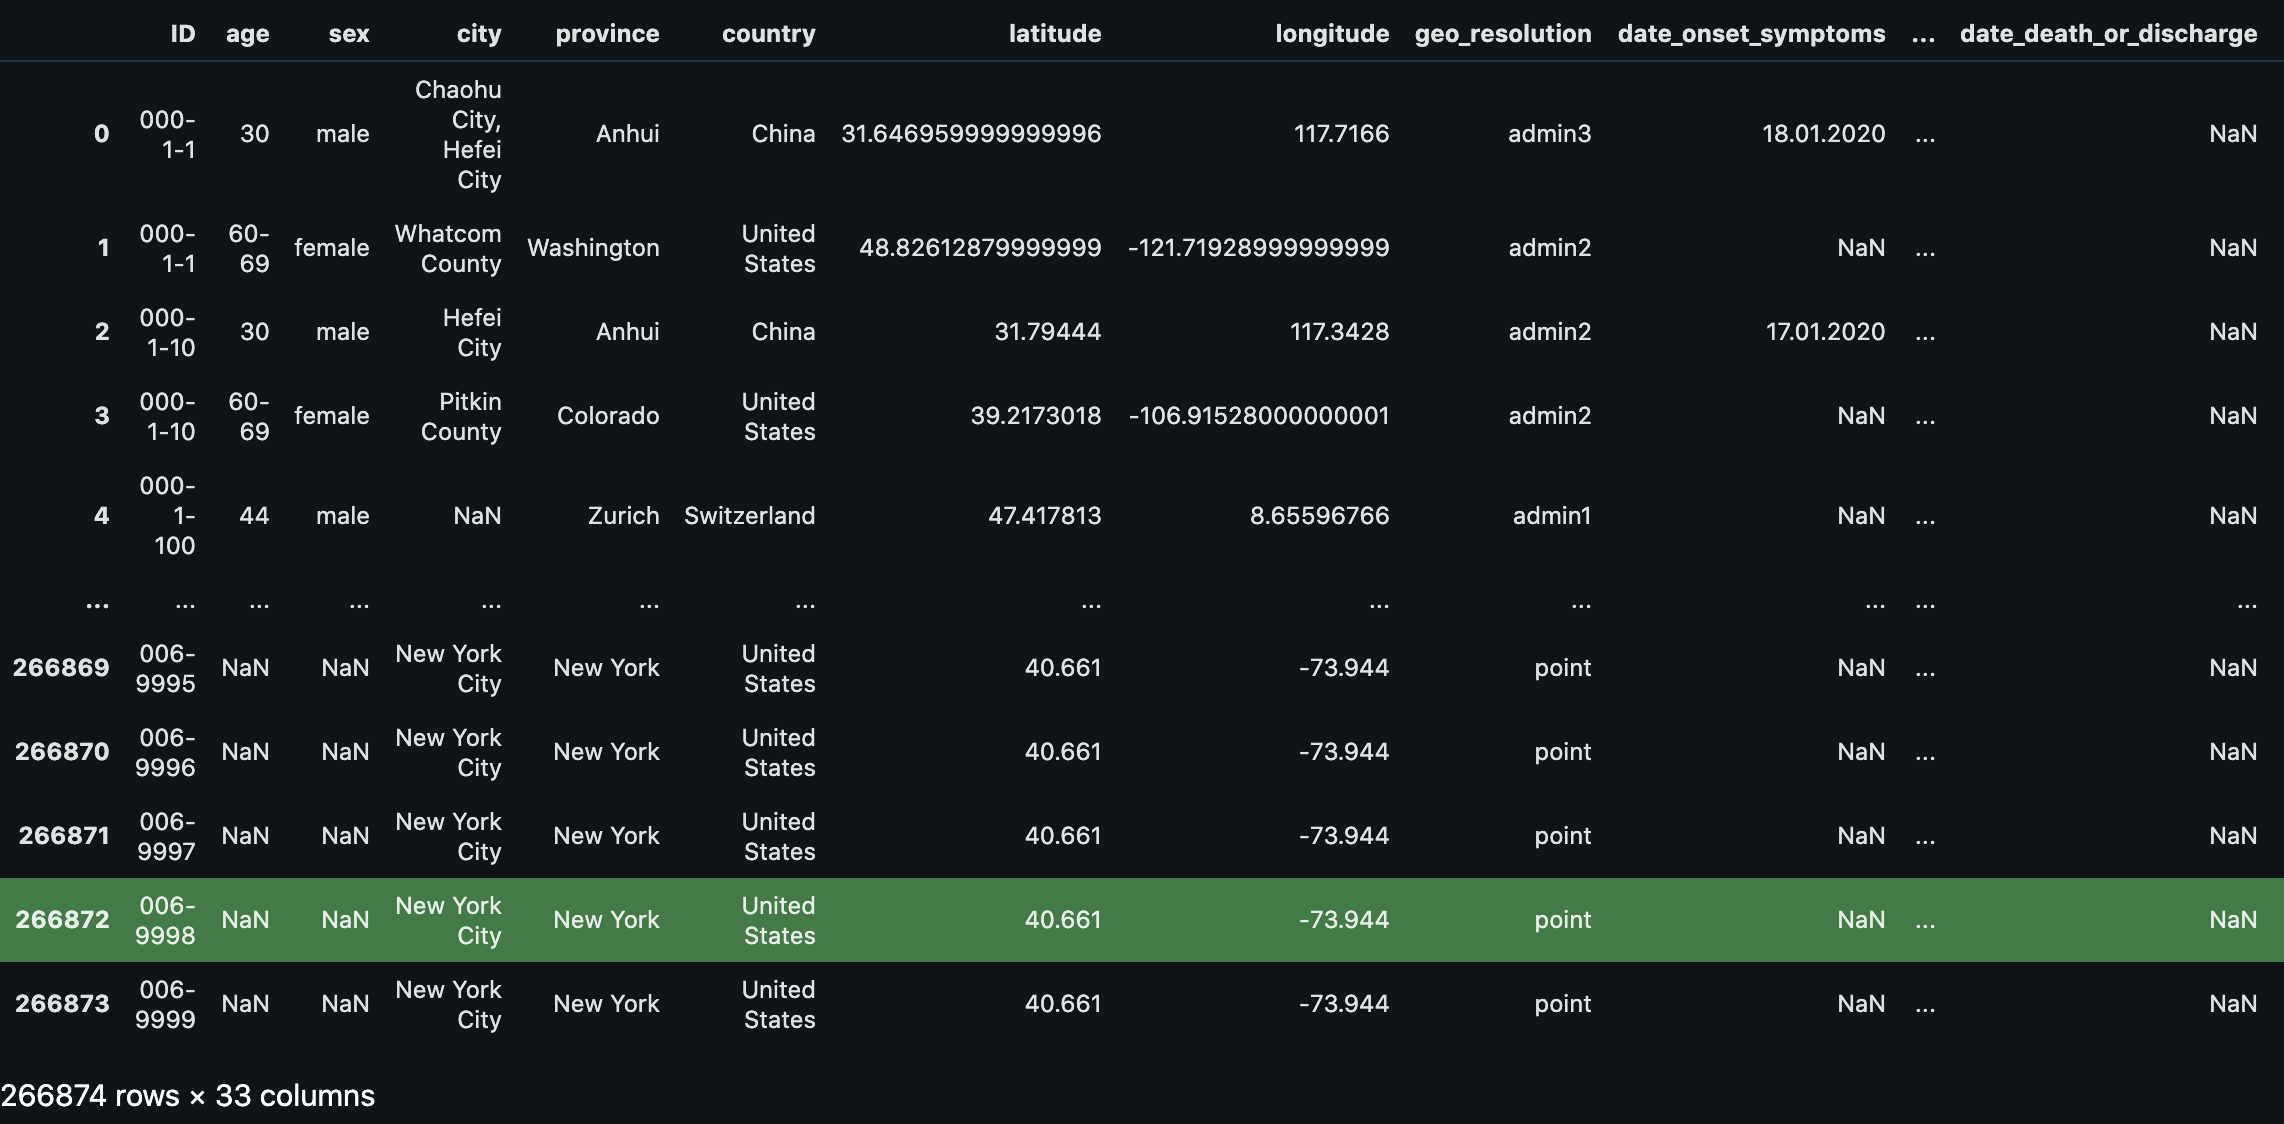 ID age sex city province country latitude longitude geo_resolution date_onset_symptoms ... date_death_or_discharge
0 000-1-1 30 male Chaohu City, Hefei City Anhui China 31.646959999999996 117.7166 admin3 18.01.2020 ... NaN
1 000-1-1 60-69 female Whatcom County Washington United States 48.82612879999999 -121.71928999999999 admin2 NaN ... NaN
2 000-1-10 30 male Hefei City Anhui China 31.79444 117.3428 admin2 17.01.2020 ... NaN
3 000-1-10 60-69 female Pitkin County Colorado United States 39.2173018 -106.91528000000001 admin2 NaN ... NaN
4 000-1-100 44 male NaN Zurich Switzerland 47.417813 8.65596766 admin1 NaN ... NaN
... ... ... ... ... ... ... ... ... ... ... ... ...
266869 006-9995 NaN NaN New York City New York United States 40.661 -73.944 point NaN ... NaN
266870 006-9996 NaN NaN New York City New York United States 40.661 -73.944 point NaN ... NaN
266871 006-9997 NaN NaN New York City New York United States 40.661 -73.944 point NaN ... NaN
266872 006-9998 NaN NaN New York City New York United States 40.661 -73.944 point NaN ... NaN
266873 006-9999 NaN NaN New York City New York United States 40.661 -73.944 point NaN ... NaN
266874 rows × 33 columns